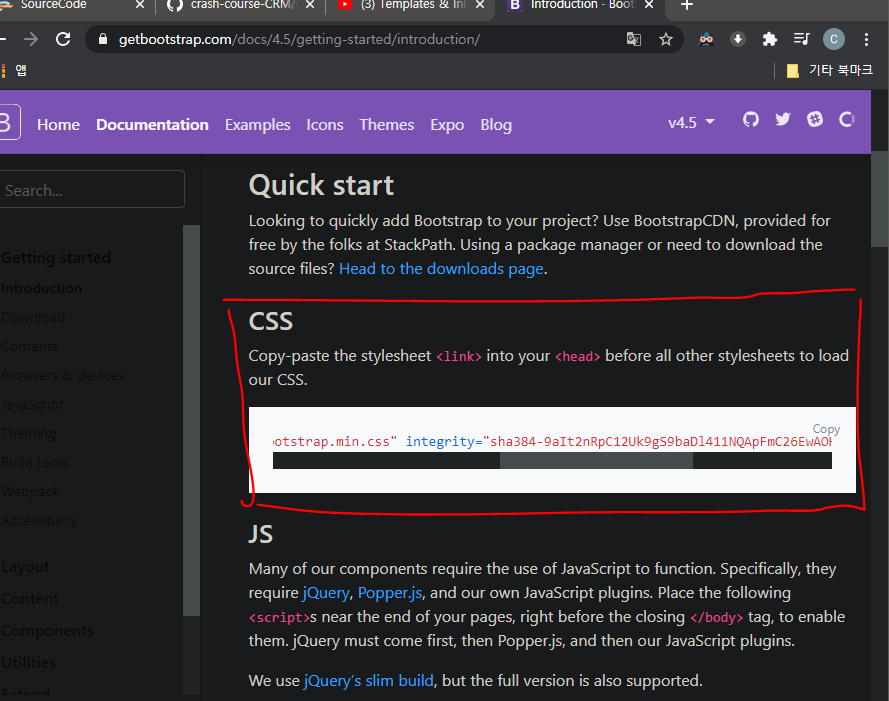 SourceCode
crash-course-CRM/
(3) Templates & In
Introduction · Boot
getbootstrap.com/docs/4.5/getting-started/introduction/
C
앱
기타 북마크
B
Home Documentation Examples Icons Themes Expo Blog
v4.5
Search...
Getting started
Introduction
Download
Contents
Browsers & devices
JavaScript
Theming
Build tools
Webpack
Accessibility
Layout
Content
Components
Utilities
Extend
Quick start
Looking to quickly add Bootstrap to your project? Use BootstrapCDN, provided for
free by the folks at StackPath. Using a package manager or need to download the
source files? Head to the downloads page.
CSS
Copy-paste the stylesheet <link> into your <head> before all other stylesheets to load
our CSS.
Copy
otstrap.min.css" integrity="sha384-9aIt2nRpC12Uk9gS9baDl411NQApFmC26EwAOH
JS
Many of our components require the use of JavaScript to function. Specifically, they
require jQuery, Popper.js, and our own JavaScript plugins. Place the following
<script>s near the end of your pages, right before the closing </body> tag, to enable
them. jQuery must come first, then Popper.js, and then our JavaScript plugins.
We use jQuery's slim build, but the full version is also supported.